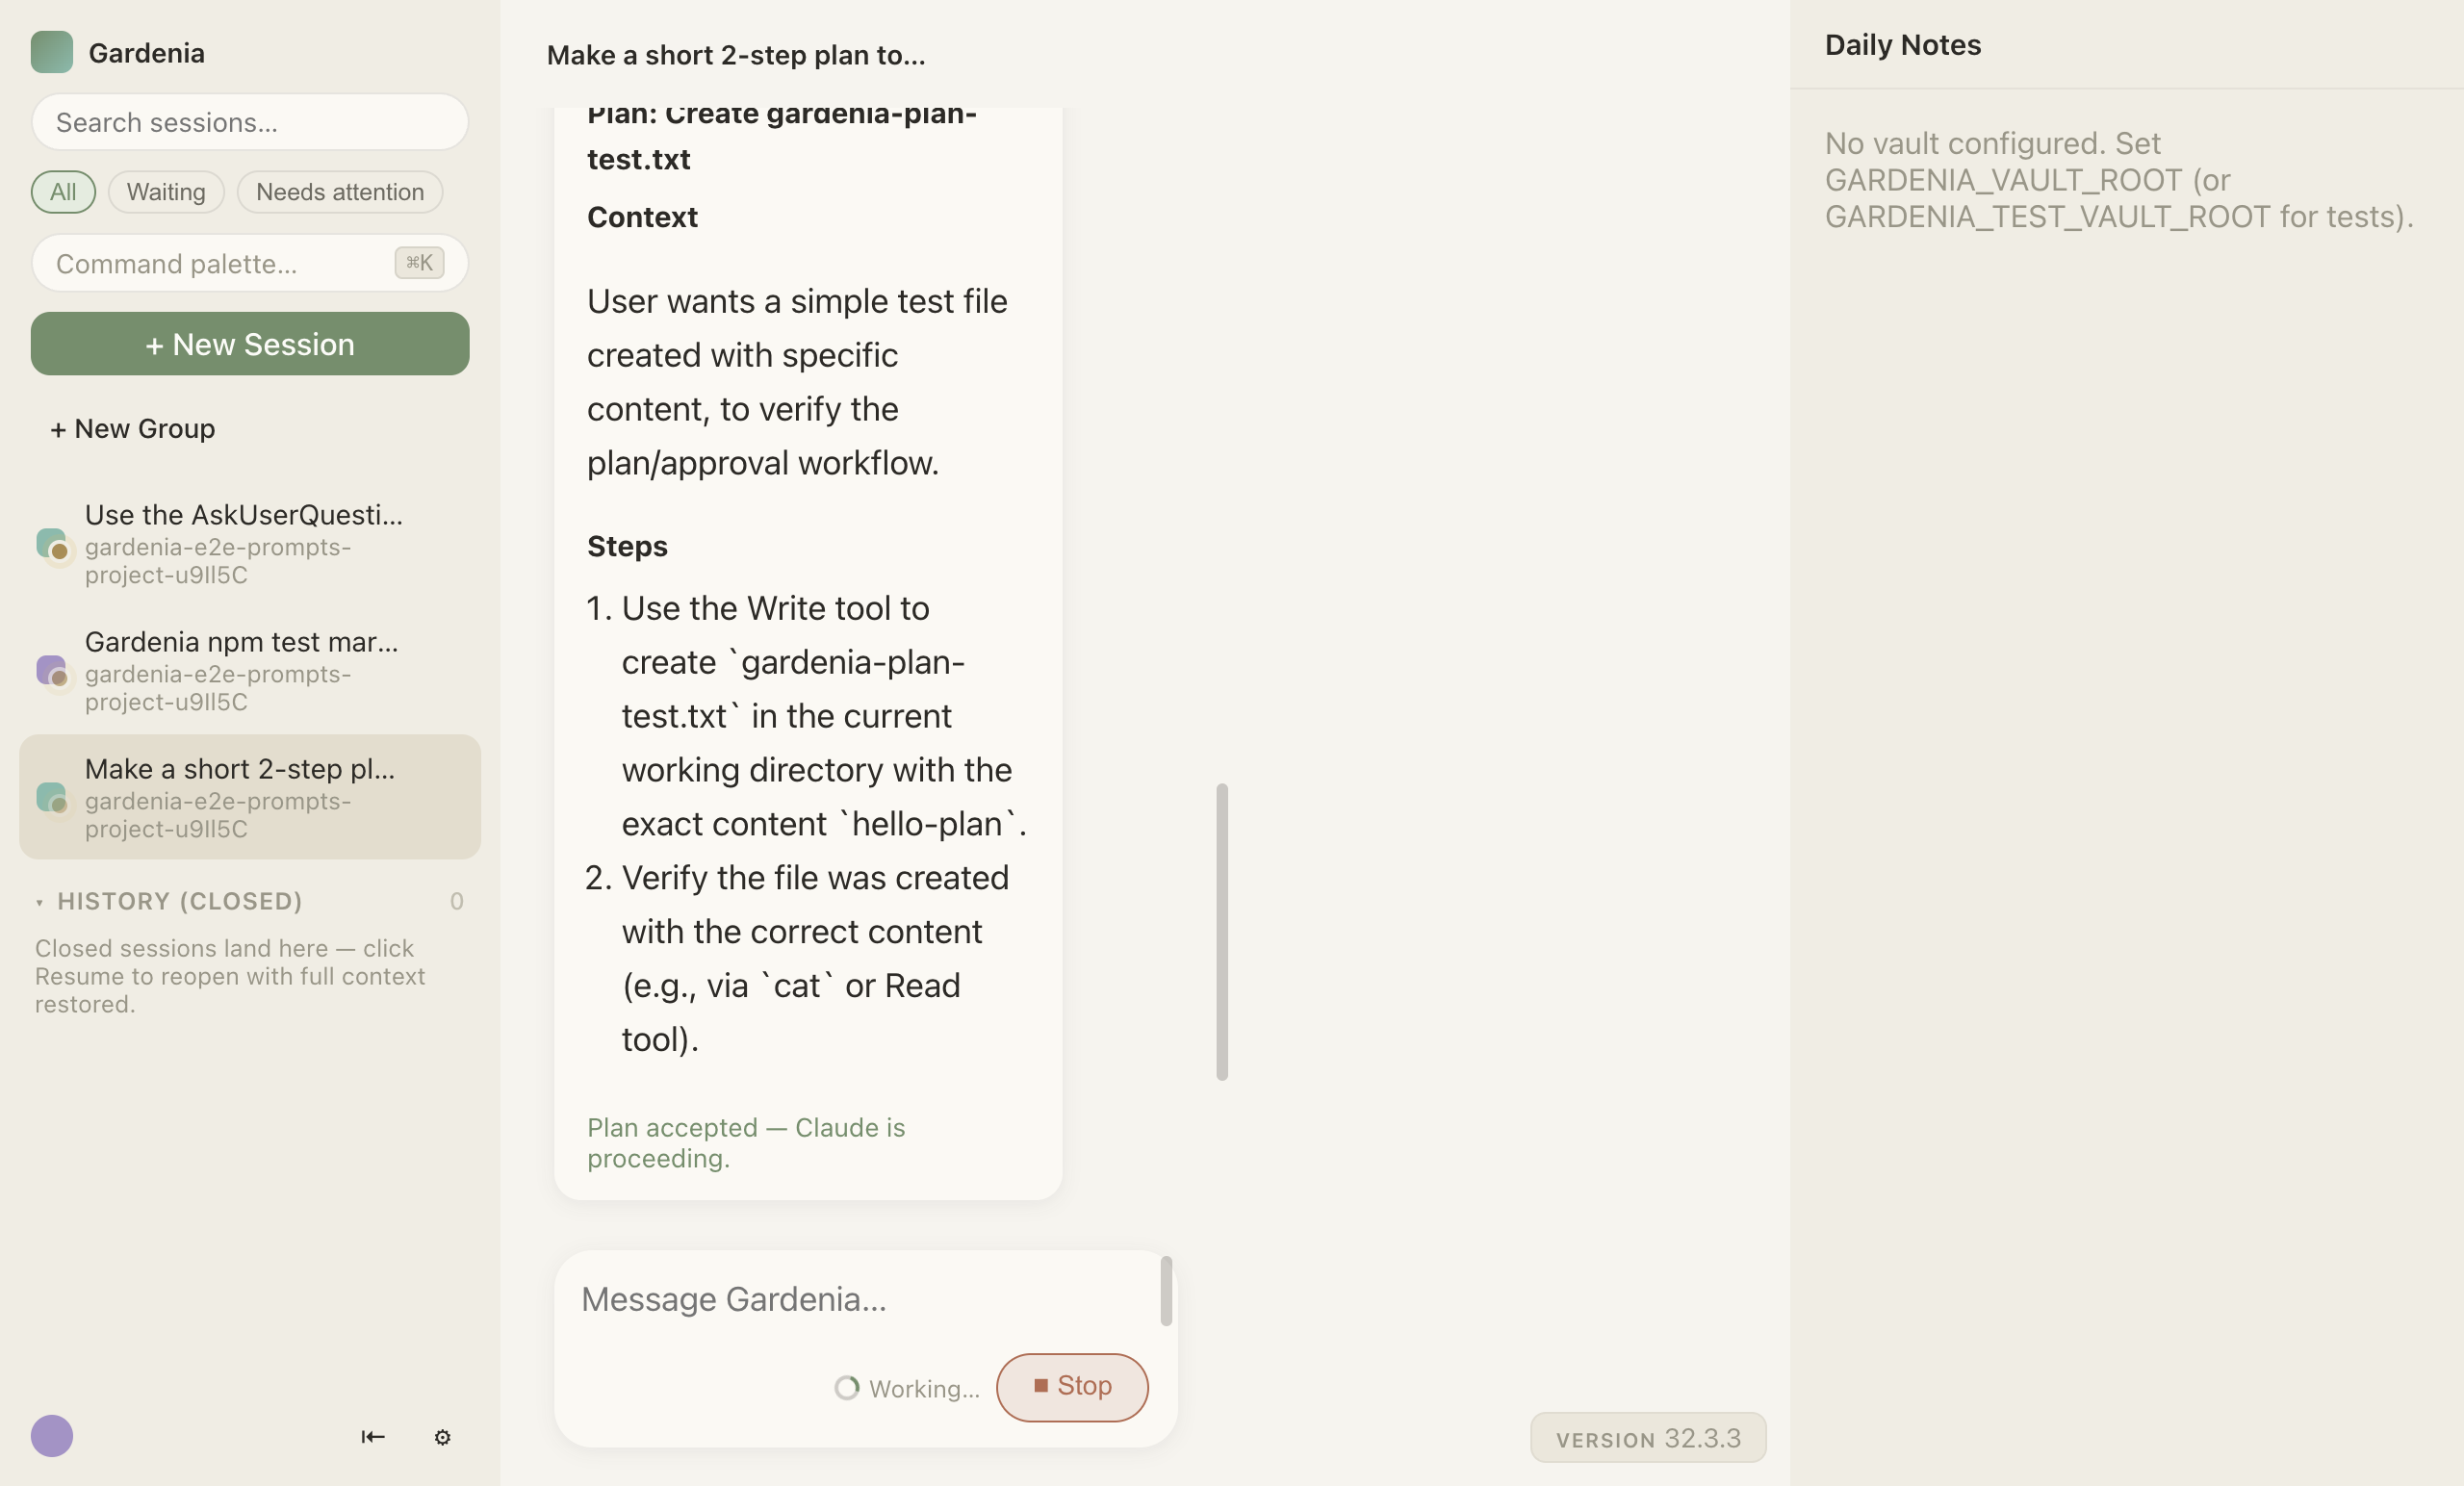 Gardenia
Search sessions...
All
Waiting
Needs attention
Command palette...
⌘K
+ New Session
+ New Group
Use the AskUserQuesti...
gardenia-e2e-prompts-
project-u9Il5C
Gardenia npm test mar...
gardenia-e2e-prompts-
project-u9Il5C
Make a short 2-step pl...
gardenia-e2e-prompts-
project-u9Il5C
HISTORY (CLOSED)
0
Closed sessions land here — click
Resume to reopen with full context
restored.
Make a short 2-step plan to...
Plan: Create gardenia-plan-
test.txt
Context
User wants a simple test file
created with specific
content, to verify the
plan/approval workflow.
Steps
1. Use the Write tool to
create `gardenia-plan-
test.txt` in the current
working directory with the
exact content `hello-plan`.
2. Verify the file was created
with the correct content
(e.g., via `cat` or Read
tool).
Plan accepted — Claude is
proceeding.
Message Gardenia...
Working...
Stop
VERSION 32.3.3
Daily Notes
No vault configured. Set
GARDENIA_VAULT_ROOT (or
GARDENIA_TEST_VAULT_ROOT for tests).